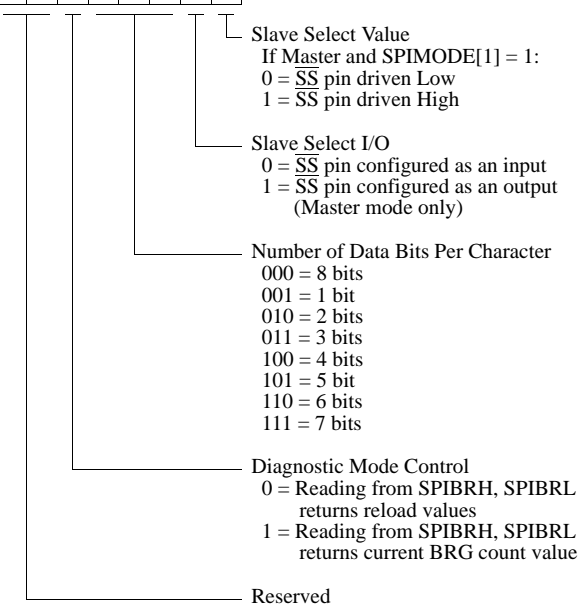 Slave Select Value
If Master and SPIMODE[1] = 1:
0 = S̅S̅ pin driven Low
1 = S̅S̅ pin driven High
Slave Select I/O
0 = S̅S̅ pin configured as an input
1 = S̅S̅ pin configured as an output
(Master mode only)
Number of Data Bits Per Character
000 = 8 bits
001 = 1 bit
010 = 2 bits
011 = 3 bits
100 = 4 bits
101 = 5 bit
110 = 6 bits
111 = 7 bits
Diagnostic Mode Control
0 = Reading from SPIBRH, SPIBRL
returns reload values
1 = Reading from SPIBRH, SPIBRL
returns current BRG count value
Reserved